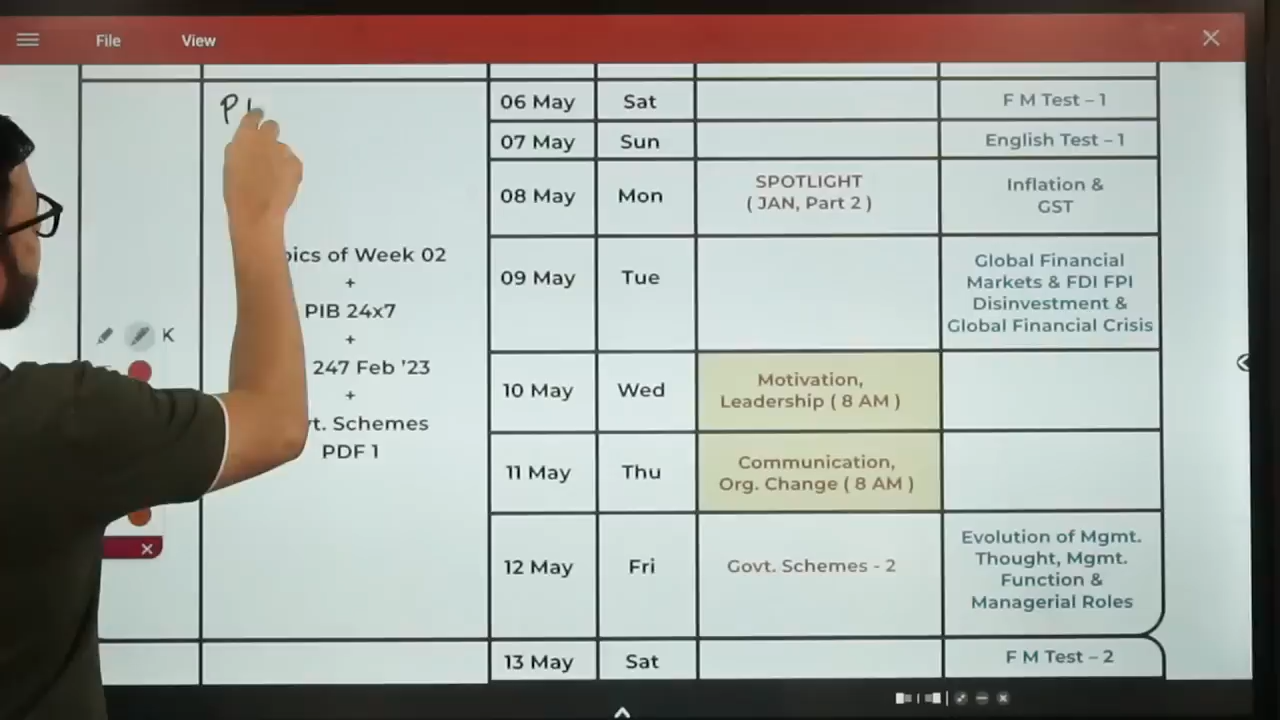 File
View
P
06 May
Sat
F M Test – 1
07 May
Sun
English Test – 1
08 May
Mon
SPOTLIGHT
( JAN, Part 2 )
Inflation &
GST
of Week 02
+
PIB 24x7
+
247 Feb '23
+
Schemes
PDF 1
09 May
Tue
Global Financial
Markets & FDI FPI
Disinvestment &
Global Financial Crisis
K
10 May
Wed
Motivation,
Leadership ( 8 AM )
11 May
Thu
Communication,
Org. Change ( 8 AM )
12 May
Fri
Govt. Schemes - 2
Evolution of Mgmt.
Thought, Mgmt.
Function &
Managerial Roles
13 May
Sat
F M Test – 2